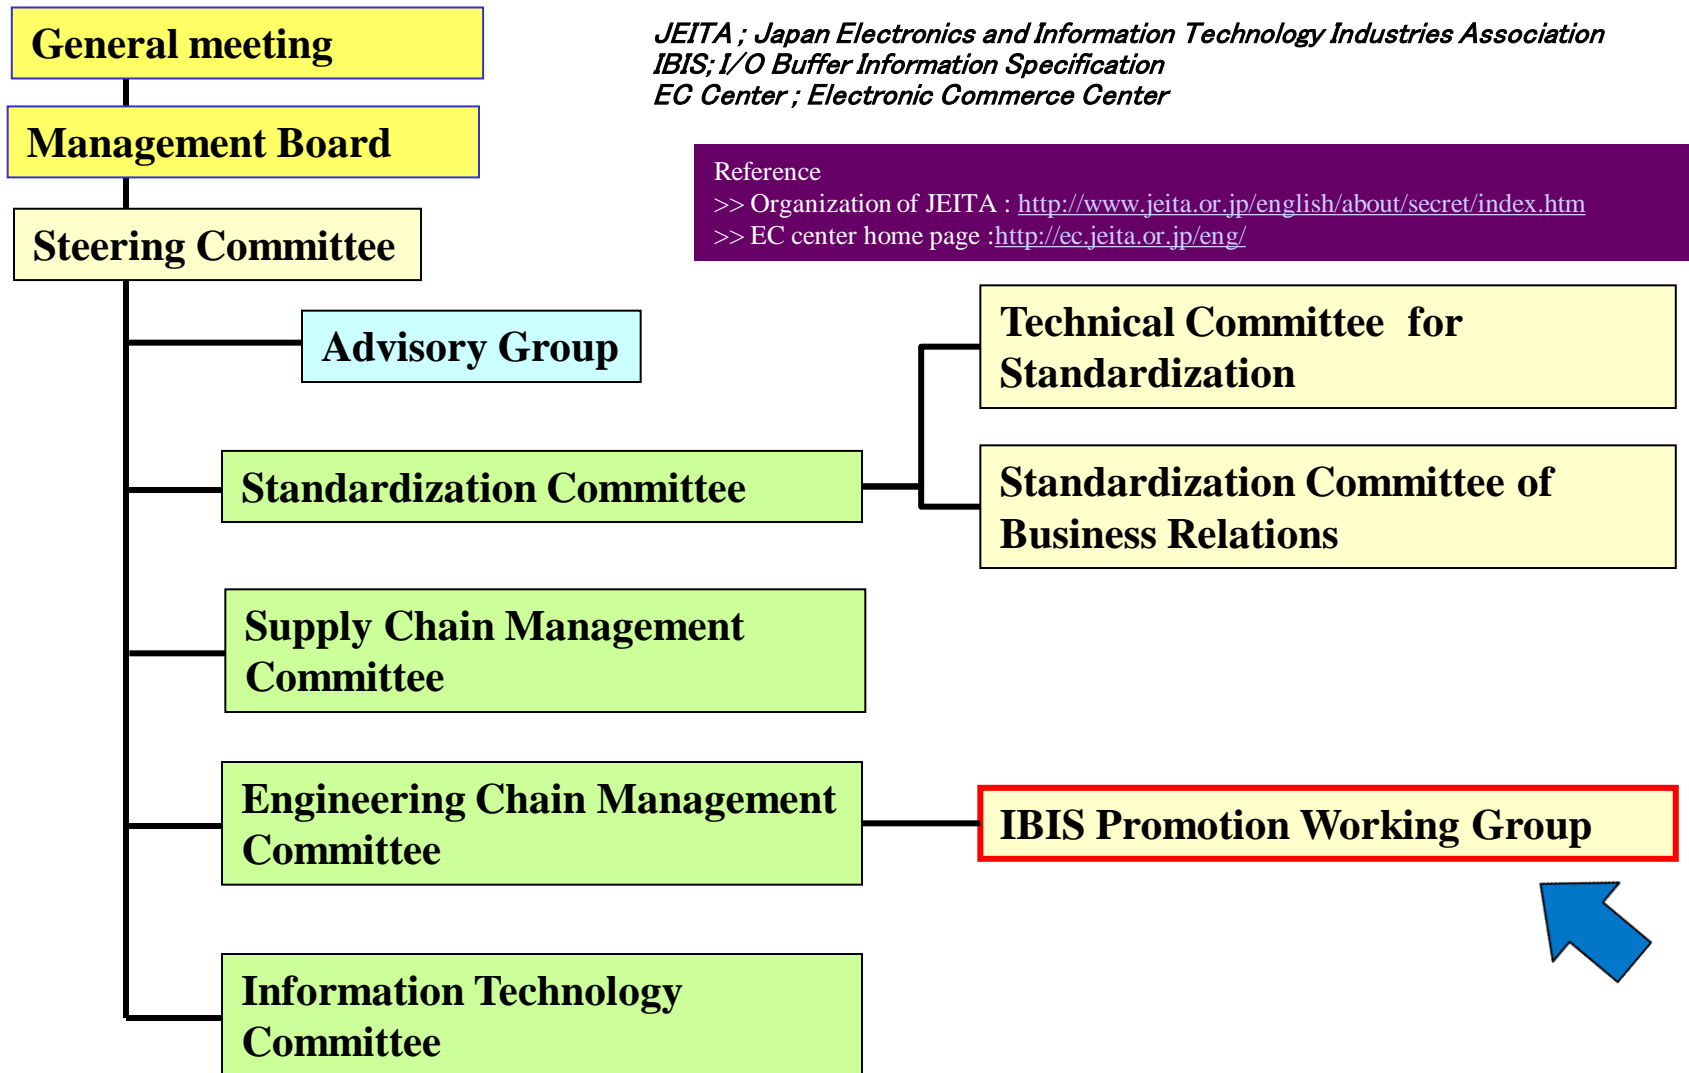 General meeting
JEITA ; Japan Electronics and Information Technology Industries Association
IBIS; I/O Buffer Information Specification
EC Center ; Electronic Commerce Center
Management Board
Reference
>> Organization of JEITA : http://www.jeita.or.jp/english/about/secret/index.htm
>> EC center home page :http://ec.jeita.or.jp/eng/
Steering Committee
Advisory Group
Technical Committee for
Standardization
Standardization Committee
Standardization Committee of
Business Relations
Supply Chain Management
Committee
Engineering Chain Management
Committee
IBIS Promotion Working Group
Information Technology
Committee